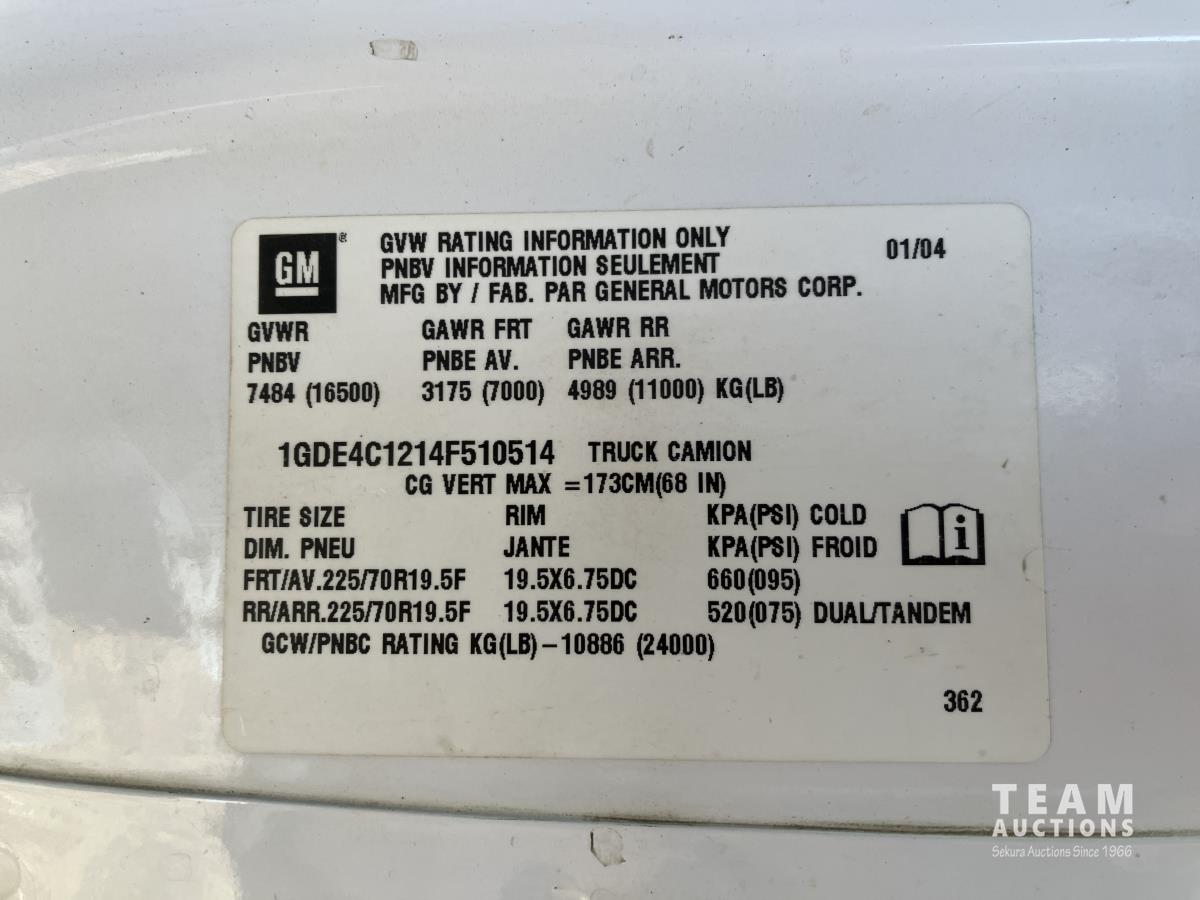 GM® GVW RATING INFORMATION ONLY 01/04
PNBV INFORMATION SEULEMENT
MFG BY / FAB. PAR GENERAL MOTORS CORP.
GVWR GAWR FRT GAWR RR
PNBV PNBE AV. PNBE ARR.
7484 (16500) 3175 (7000) 4989 (11000) KG(LB)
1GDE4C1214F510514 TRUCK CAMION
CG VERT MAX =173CM(68 IN)
TIRE SIZE RIM KPA(PSI) COLD
DIM. PNEU JANTE KPA(PSI) FROID
FRT/AV.225/70R19.5F 19.5X6.75DC 660(095)
RR/ARR.225/70R19.5F 19.5X6.75DC 520(075) DUAL/TANDEM
GCW/PNBC RATING KG(LB)-10886 (24000)
362
TEAM
AUCTIONS
Sekura Auctions Since 1966